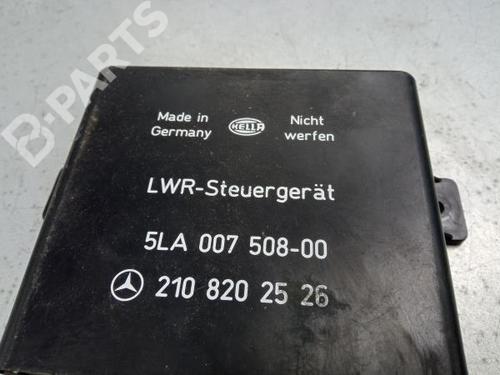 B-PARTS
Made in
Germany
HELLA
Nicht
werfen
LWR-Steuergerät
5LA 007 508-00
210 820 25 26